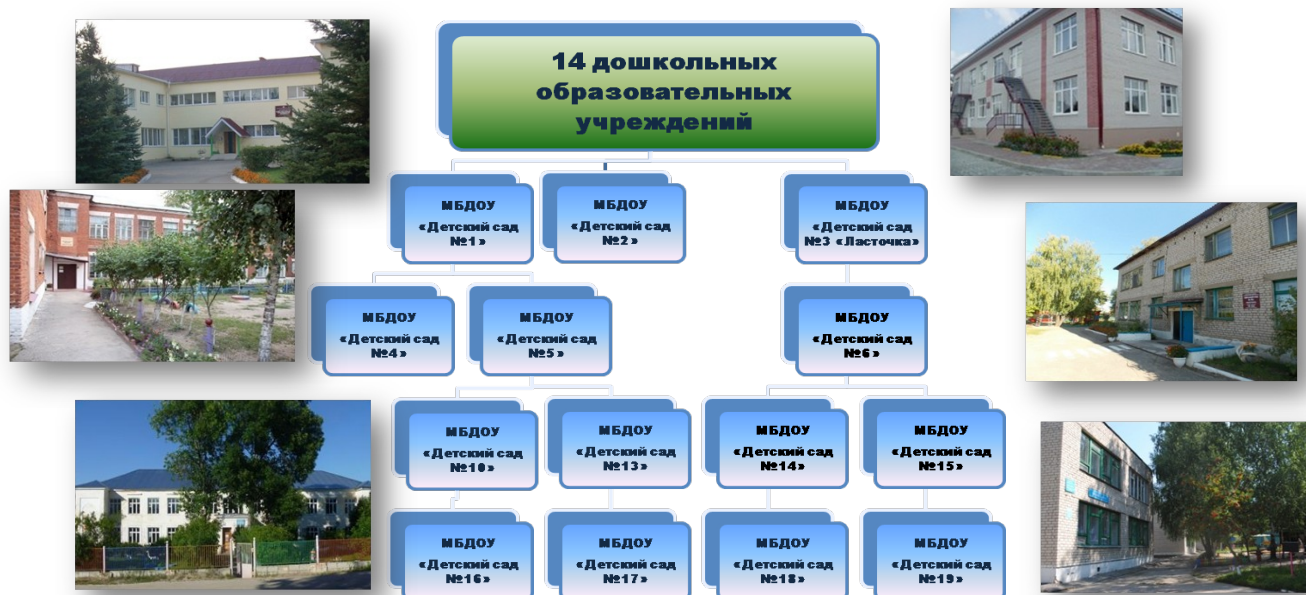 14 дошкольных
образовательных
учреждений
МБДОУ
«Детский сад
№1»
МБДОУ
«Детский сад
№2»
МБДОУ
«Детский сад
№3 «Ласточка»
МБДОУ
«Детский сад
№4»
МБДОУ
«Детский сад
№5»
МБДОУ
«Детский сад
№6»
МБДОУ
«Детский сад
№10»
МБДОУ
«Детский сад
№13»
МБДОУ
«Детский сад
№14»
МБДОУ
«Детский сад
№15»
МБДОУ
«Детский сад
№16»
МБДОУ
«Детский сад
№17»
МБДОУ
«Детский сад
№18»
МБДОУ
«Детский сад
№19»